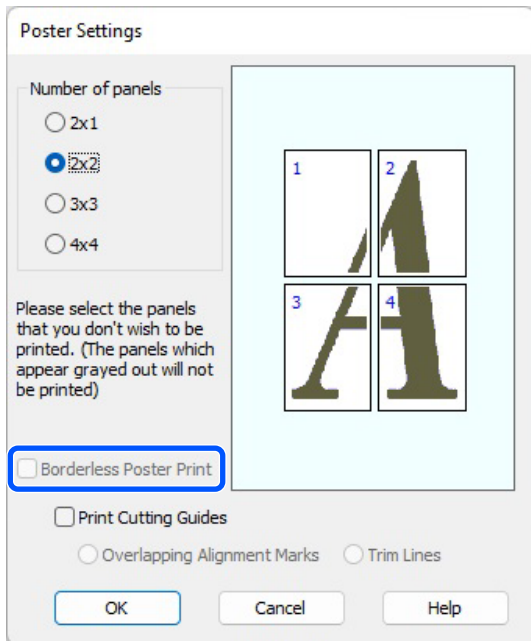 Poster Settings
Number of panels
2x1
2x2
3x3
4x4
Please select the panels
that you don't wish to be
printed. (The panels which
appear grayed out will not
be printed)
1
2
3
4
A
Borderless Poster Print
Print Cutting Guides
Overlapping Alignment Marks
Trim Lines
OK
Cancel
Help